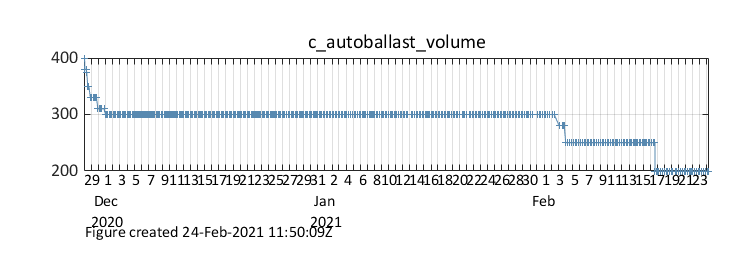 c_autoballast_volume
400
300
200
29 1 3 5 7 9 11 13 15 17 19 21 23 25 27 29 31 2 4 6 8 10 12 14 16 18 20 22 24 26 28 30 1 3 5 7 9 11 13 15 17 19 21 23
Dec Jan Feb
2020 2021
Figure created 24-Feb-2021 11:50:09Z